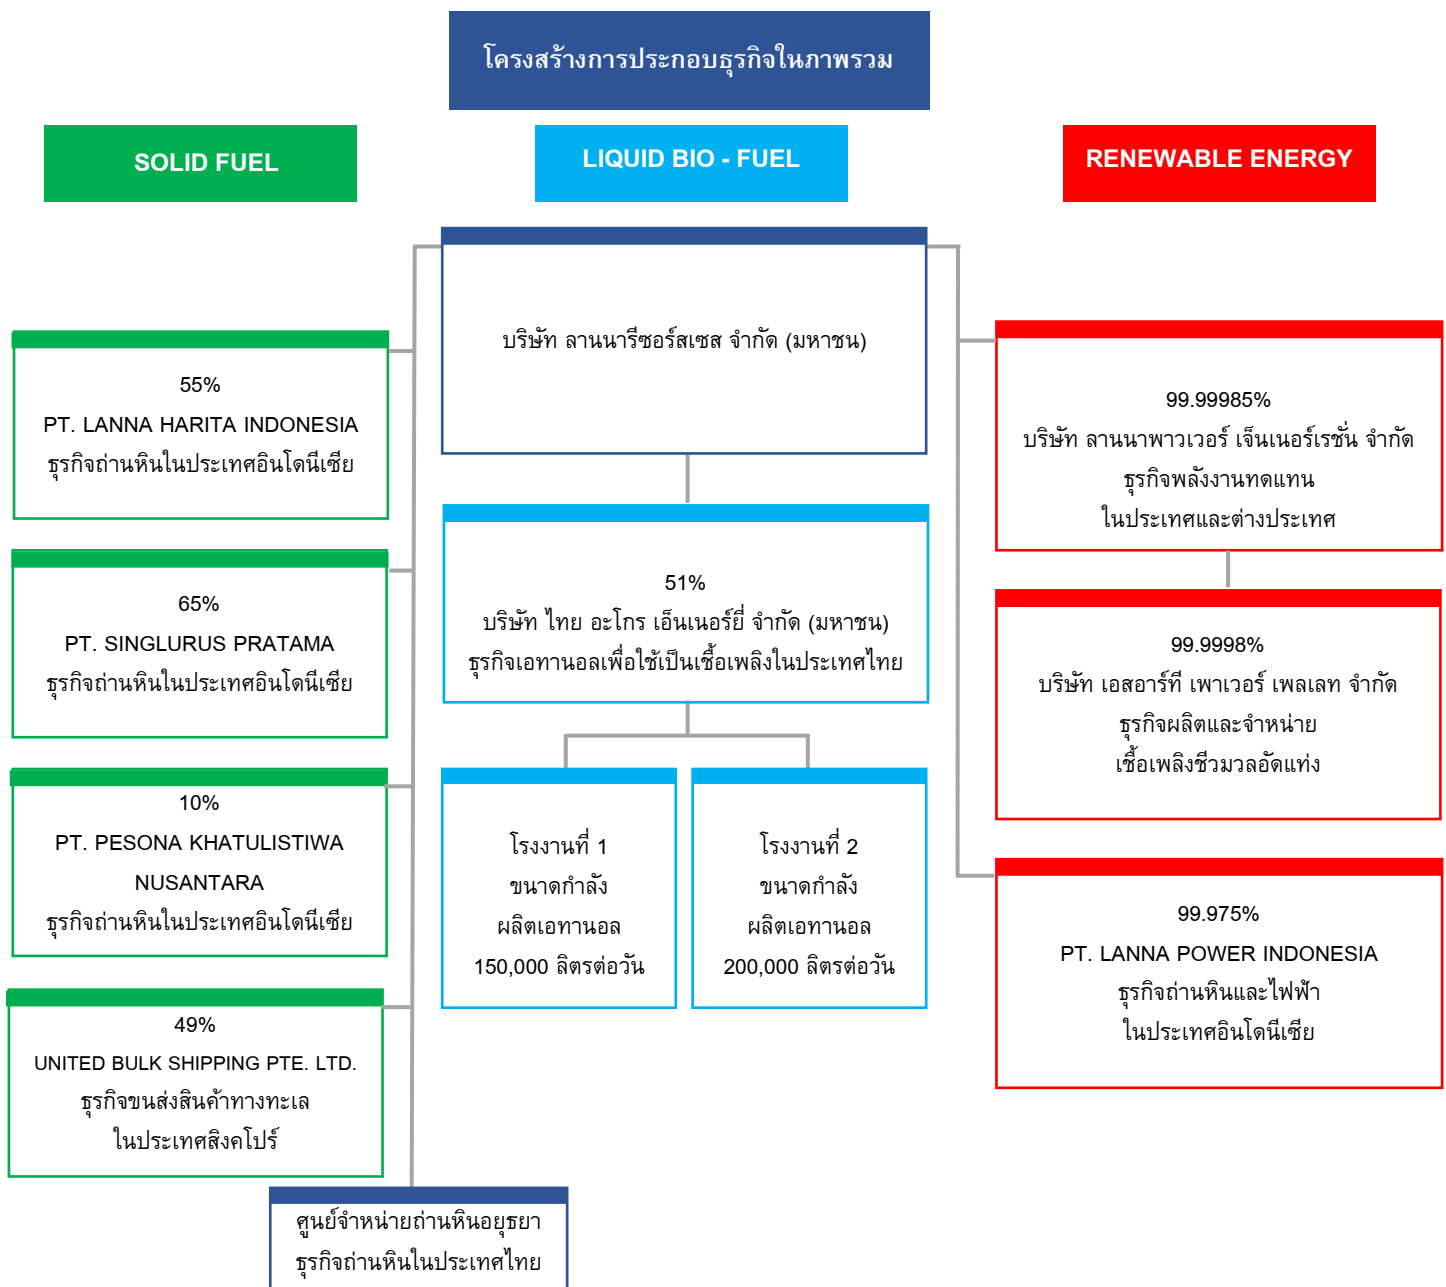 โครงสร้างการประกอบธุรกิจในภาพรวม
SOLID FUEL
LIQUID BIO - FUEL
RENEWABLE ENERGY
บริษัท ลานนารีซอร์สเซส จำกัด (มหาชน)
55%
PT. LANNA HARITA INDONESIA
ธุรกิจถ่านหินในประเทศอินโดนีเซีย
65%
PT. SINGLURUS PRATAMA
ธุรกิจถ่านหินในประเทศอินโดนีเซีย
10%
PT. PESONA KHATULISTIWA
NUSANTARA
ธุรกิจถ่านหินในประเทศอินโดนีเซีย
49%
UNITED BULK SHIPPING PTE. LTD.
ธุรกิจขนส่งสินค้าทางทะเล
ในประเทศสิงคโปร์
ศูนย์จำหน่ายถ่านหินอยุธยา
ธุรกิจถ่านหินในประเทศไทย
51%
บริษัท ไทย อะโกร เอ็นเนอร์ยี่ จำกัด (มหาชน)
ธุรกิจเอทานอลเพื่อใช้เป็นเชื้อเพลิงในประเทศไทย
โรงงานที่ 1
ขนาดกำลัง
ผลิตเอทานอล
150,000 ลิตรต่อวัน
โรงงานที่ 2
ขนาดกำลัง
ผลิตเอทานอล
200,000 ลิตรต่อวัน
99.99985%
บริษัท ลานนาพาวเวอร์ เจ็นเนอร์เรชั่น จำกัด
ธุรกิจพลังงานทดแทน
ในประเทศและต่างประเทศ
99.9998%
บริษัท เอสอาร์ที เพาเวอร์ เพลเลท จำกัด
ธุรกิจผลิตและจำหน่าย
เชื้อเพลิงชีวมวลอัดแท่ง
99.975%
PT. LANNA POWER INDONESIA
ธุรกิจถ่านหินและไฟฟ้า
ในประเทศอินโดนีเซีย